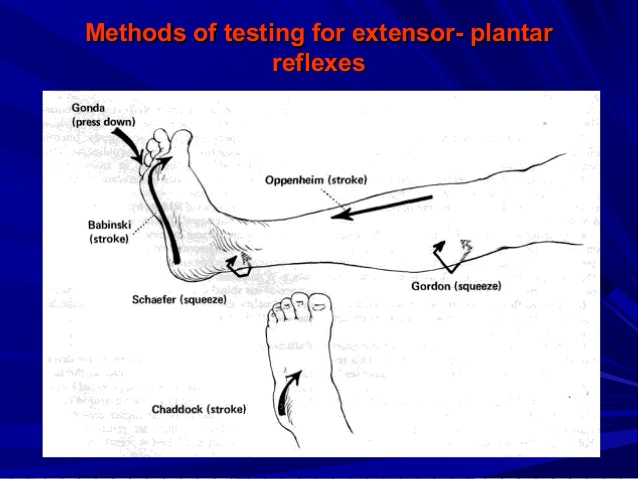 Methods of testing for extensor- plantar
reflexes
Gonda
(press down)
Oppenheim (stroke)
Babinski
(stroke)
Schaefer (squeeze)
Gordon (squeeze)
Chaddock (stroke)